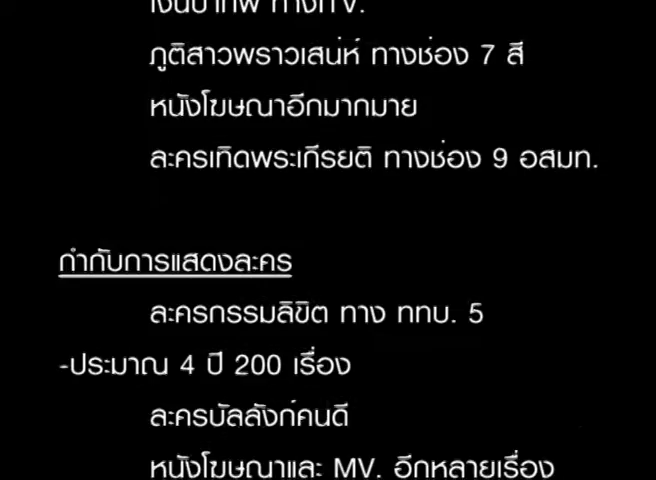 ทาง
ภูติสาวพราวเสน่ห์ ทางช่อง 7 สี
หนังโฆษณาอีกมากมาย
ละครเทิดพระเกีรยติ ทางช่อง 9 อสมท.
กำกับการแสดงละคร
ละครกรรมลิขิต ทาง ททบ. 5
-ประมาณ 4 ปี 200 เรื่อง
ละครบัลลังก์คนดี
หนังโฆษณาและ MV. อีกหลายเรื่อง